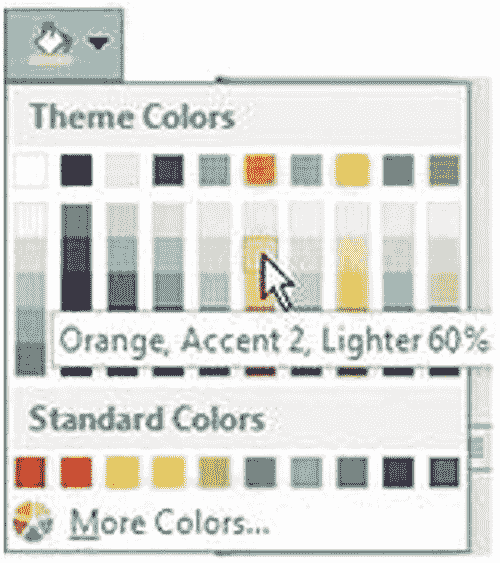 Theme Colors
Orange, Accent 2, Lighter 60%
Standard Colors
More Colors...